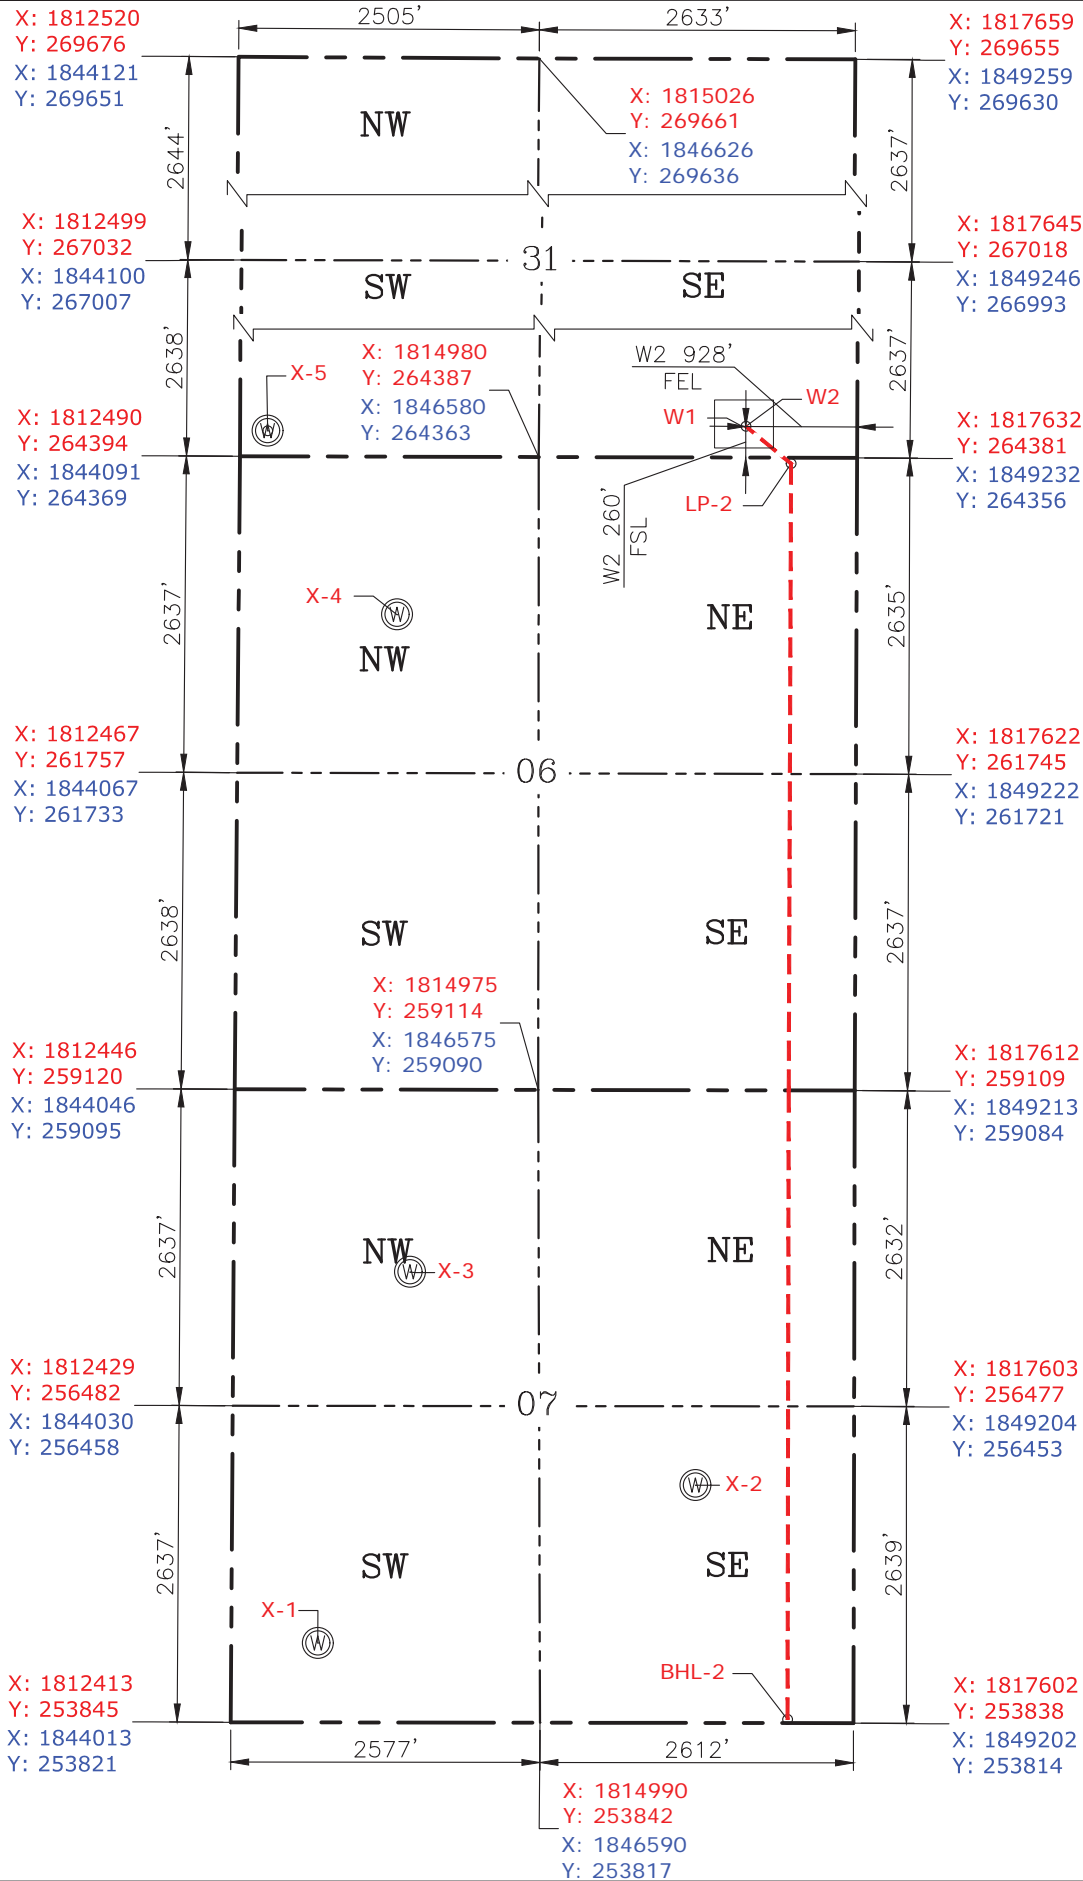 2505'
2633'
X: 1812520
Y: 269676
X: 1844121
Y: 269651
X: 1817659
Y: 269655
X: 1849259
Y: 269630
NW
X: 1815026
Y: 269661
X: 1846626
Y: 269636
2644'
2637'
X: 1812499
Y: 267032
X: 1844100
Y: 267007
31
X: 1817645
Y: 267018
X: 1849246
Y: 266993
SW
SE
2638'
2637'
X-5
X: 1814980
Y: 264387
X: 1846580
Y: 264363
W2 928'
FEL
W1
W2
X: 1812490
Y: 264394
X: 1844091
Y: 264369
X: 1817632
Y: 264381
X: 1849232
Y: 264356
W
LP-2
W2 260'
FSL
2637'
2635'
X-4
W
NW
NE
X: 1812467
Y: 261757
X: 1844067
Y: 261733
06
X: 1817622
Y: 261745
X: 1849222
Y: 261721
2638'
2637'
SW
SE
X: 1814975
Y: 259114
X: 1846575
Y: 259090
X: 1812446
Y: 259120
X: 1844046
Y: 259095
X: 1817612
Y: 259109
X: 1849213
Y: 259084
2637'
2632'
NW
NE
W
X-3
X: 1812429
Y: 256482
X: 1844030
Y: 256458
07
X: 1817603
Y: 256477
X: 1849204
Y: 256453
W
X-2
2637'
2639'
SW
SE
X-1
W
BHL-2
X: 1812413
Y: 253845
X: 1844013
Y: 253821
X: 1817602
Y: 253838
X: 1849202
Y: 253814
2577'
2612'
X: 1814990
Y: 253842
X: 1846590
Y: 253817